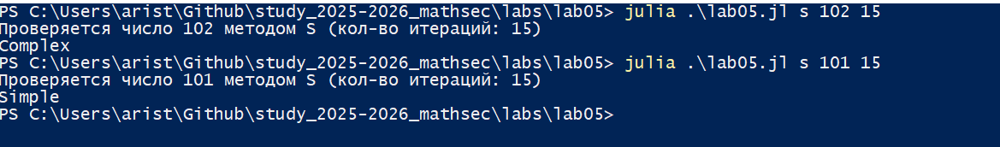 PS C:\Users\arist\Github\study_2025-2026_mathsec\labs\lab05> julia .\lab05.jl s 102 15
Проверяется число 102 методом S (кол-во итераций: 15)
Complex
PS C:\Users\arist\Github\study_2025-2026_mathsec\labs\lab05> julia .\lab05.jl s 101 15
Проверяется число 101 методом S (кол-во итераций: 15)
Simple
PS C:\Users\arist\Github\study_2025-2026_mathsec\labs\lab05>